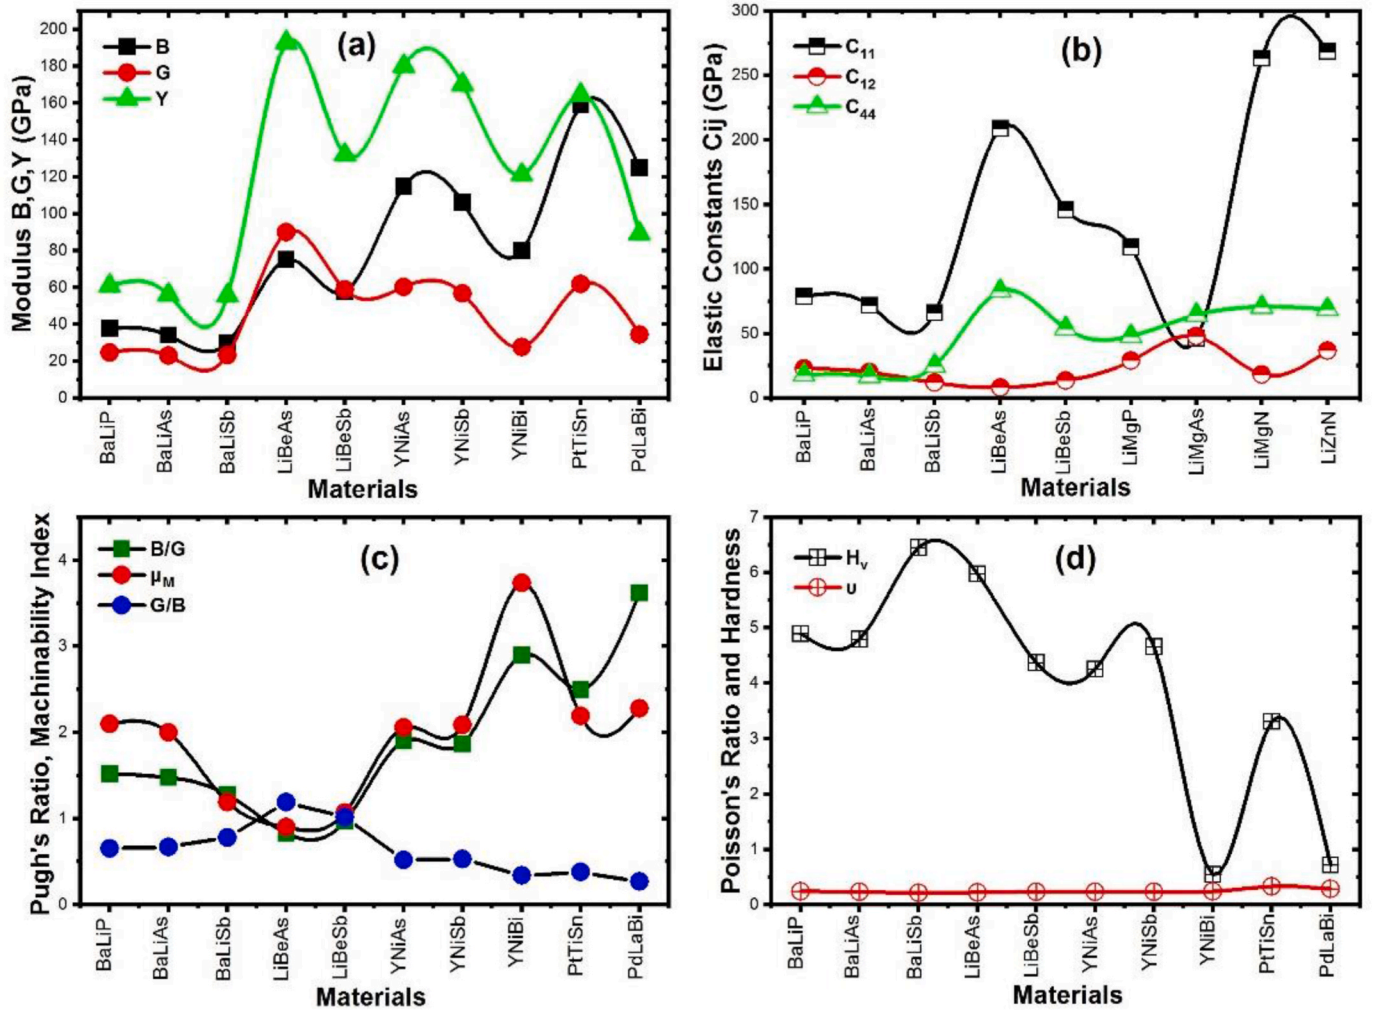 (a)
B
G
Y
Modulus B,G,Y (GPa)
200
180
160
140
120
100
80
60
40
20
0
BaLiP
BaLiAs
BaLiSb
LiBeAs
LiBeSb
YNiAs
YNiSb
YNiBi
PtTiSn
PdLaBi
Materials
(b)
C₁₁
C₁₂
C₄₄
Elastic Constants Cij (GPa)
300
250
200
150
100
50
0
BaLiP
BaLiAs
BaLiSb
LiBeAs
LiBeSb
LiMgP
LiMgAs
LiMgN
LiZnN
Materials
(c)
B/G
μ_M
G/B
Pugh's Ratio, Machinability Index
4
3
2
1
0
BaLiP
BaLiAs
BaLiSb
LiBeAs
LiBeSb
YNiAs
YNiSb
YNiBi
PtTiSn
PdLaBi
Materials
(d)
Hᵥ
υ
Poisson's Ratio and Hardness
7
6
5
4
3
2
1
0
BaLiP
BaLiAs
BaLiSb
LiBeAs
LiBeSb
YNiAs
YNiSb
YNiBi
PtTiSn
PdLaBi
Materials